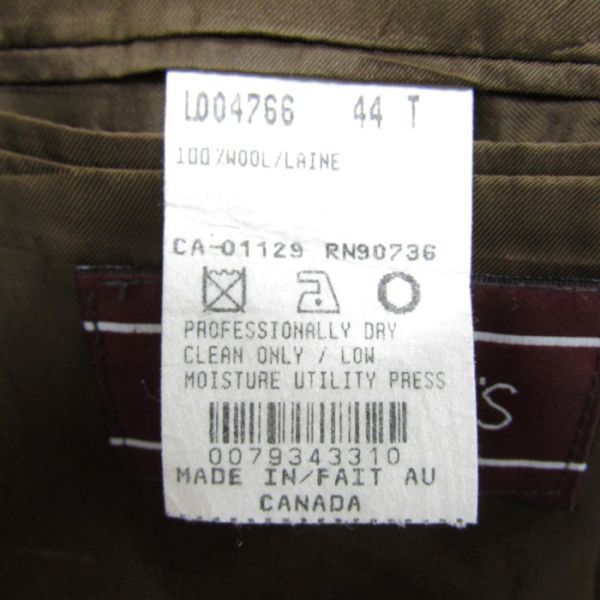 LD04766 44 T
100%WOOL/LAINE
CA-01129 RN90736
PROFESSIONALLY DRY
CLEAN ONLY / LOW
MOISTURE UTILITY PRESS
0079343310
MADE IN/FAIT AU
CANADA
'S